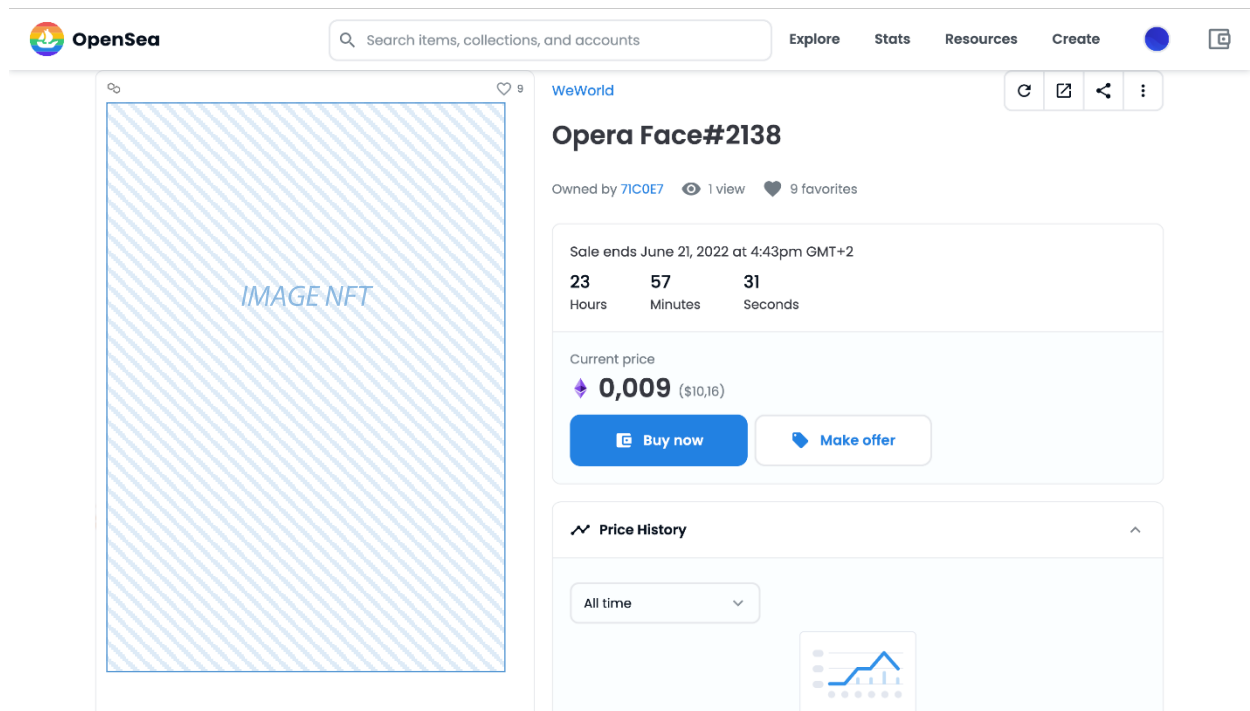 OpenSea
Search items, collections, and accounts
Explore
Stats
Resources
Create
9
WeWorld
Opera Face#2138
Owned by 71C0E7 1 view 9 favorites
Sale ends June 21, 2022 at 4:43pm GMT+2
23 57 31
Hours Minutes Seconds
IMAGE NFT
Current price
0,009 ($10,16)
Buy now
Make offer
Price History
All time